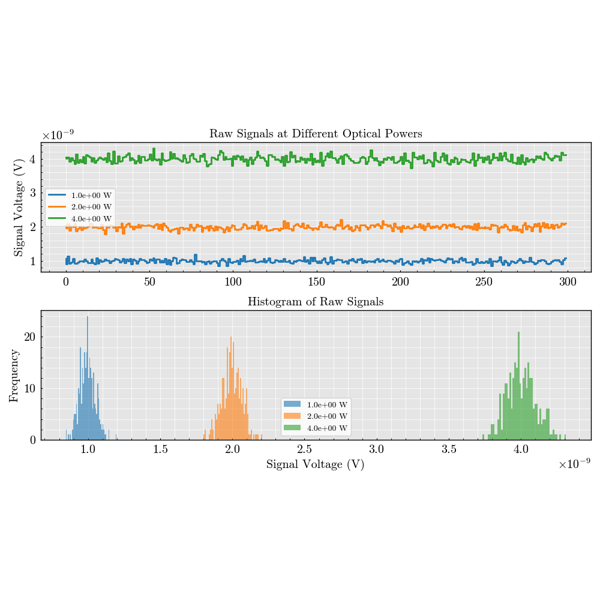 Raw Signals at Different Optical Powers
×10⁻⁹
Signal Voltage (V)
4
3
2
1
1.0e+00 W
2.0e+00 W
4.0e+00 W
0 50 100 150 200 250 300
Histogram of Raw Signals
Frequency
20
10
0
1.0e+00 W
2.0e+00 W
4.0e+00 W
1.0 1.5 2.0 2.5 3.0 3.5 4.0
Signal Voltage (V)
×10⁻⁹